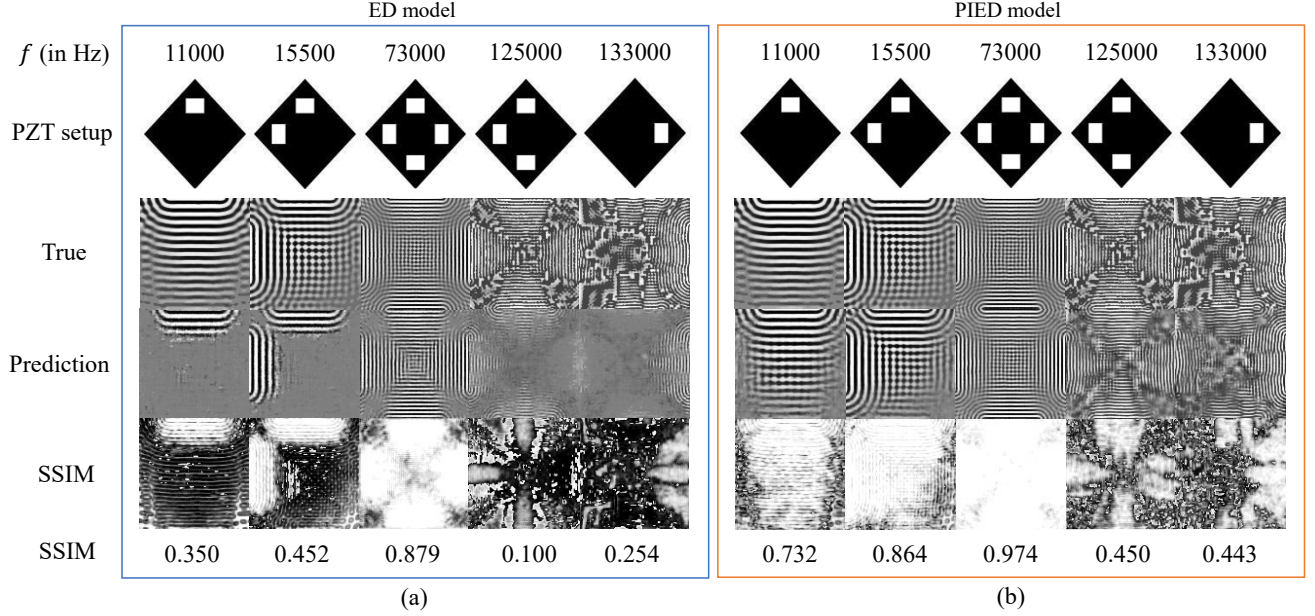 ED model
PIED model
f (in Hz) 11000 15500 73000 125000 133000 11000 15500 73000 125000 133000
PZT setup
True
Prediction
SSIM
SSIM 0.350 0.452 0.879 0.100 0.254 0.732 0.864 0.974 0.450 0.443
(a)
(b)